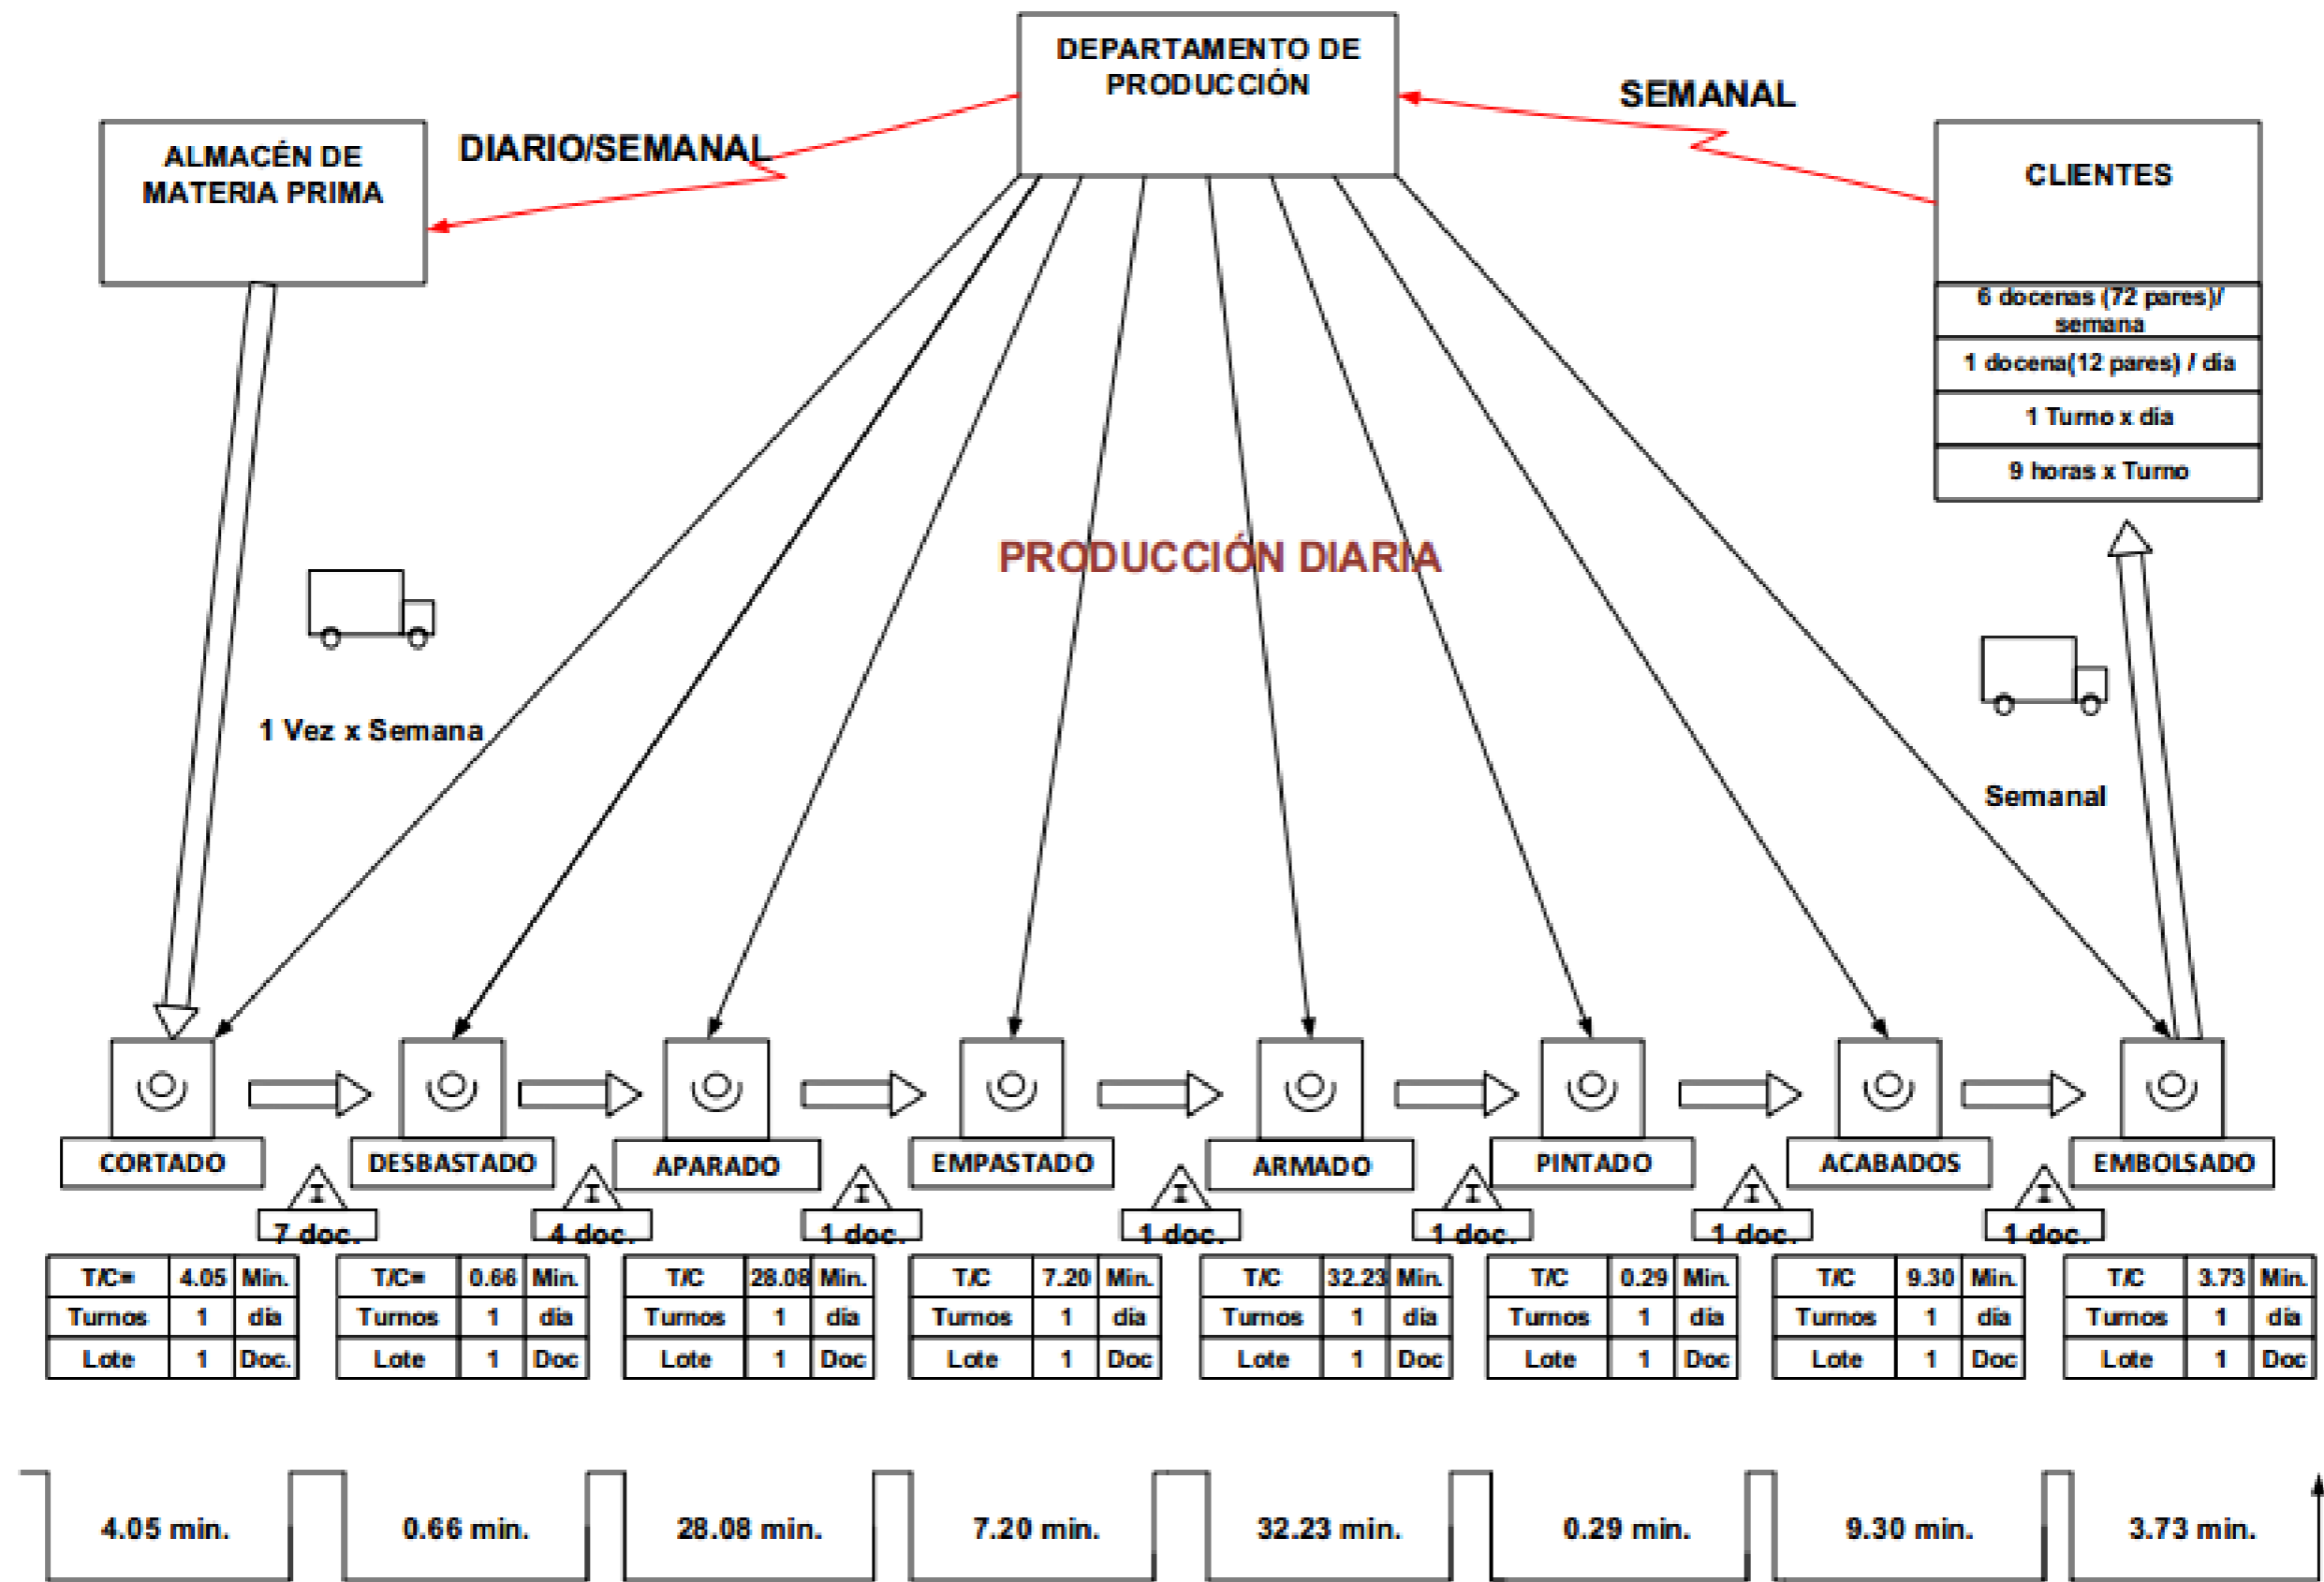 DEPARTAMENTO DE
PRODUCCIÓN
SEMANAL
DIARIO/SEMANAL
ALMACÉN DE
MATERIA PRIMA
CLIENTES
6 docenas (72 pares)/
semana
1 docena(12 pares) / dia
1 Turno x dia
9 horas x Turno
PRODUCCIÓN DIARIA
1 Vez x Semana
Semanal
CORTADO
DESBASTADO
APARADO
EMPASTADO
ARMADO
PINTADO
ACABADOS
EMBOLSADO
I
I
I
I
I
I
I
7 doc.
4 doc.
1 doc.
1 doc.
1 doc.
1 doc.
1 doc.
T/C= 4.05 Min.
Turnos 1 dia
Lote 1 Doc.
T/C= 0.66 Min.
Turnos 1 dia
Lote 1 Doc
T/C 28.08 Min.
Turnos 1 dia
Lote 1 Doc
T/C 7.20 Min.
Turnos 1 dia
Lote 1 Doc
T/C 32.23 Min.
Turnos 1 dia
Lote 1 Doc
T/C 0.29 Min.
Turnos 1 dia
Lote 1 Doc
T/C 9.30 Min.
Turnos 1 dia
Lote 1 Doc
T/C 3.73 Min.
Turnos 1 dia
Lote 1 Doc
4.05 min.
0.66 min.
28.08 min.
7.20 min.
32.23 min.
0.29 min.
9.30 min.
3.73 min.